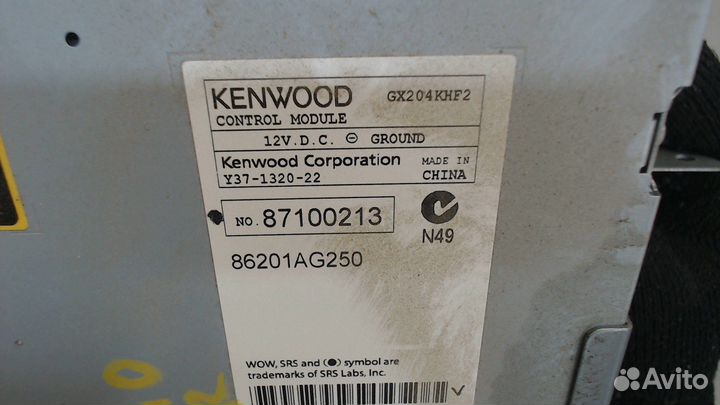 KENWOOD GX204KHF2
CONTROL MODULE
12V.D.C. ⊖ GROUND
Kenwood Corporation MADE IN
Y37-1320-22 CHINA
NO. 87100213
N49
86201AG250
WOW, SRS and (●) symbol are
trademarks of SRS Labs, Inc.
Avito